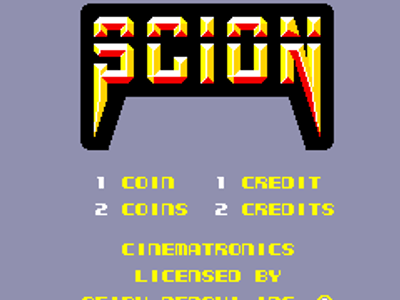 SCION
1 COIN 1 CREDIT
2 COINS 2 CREDITS
CINEMATRONICS
LICENSED BY